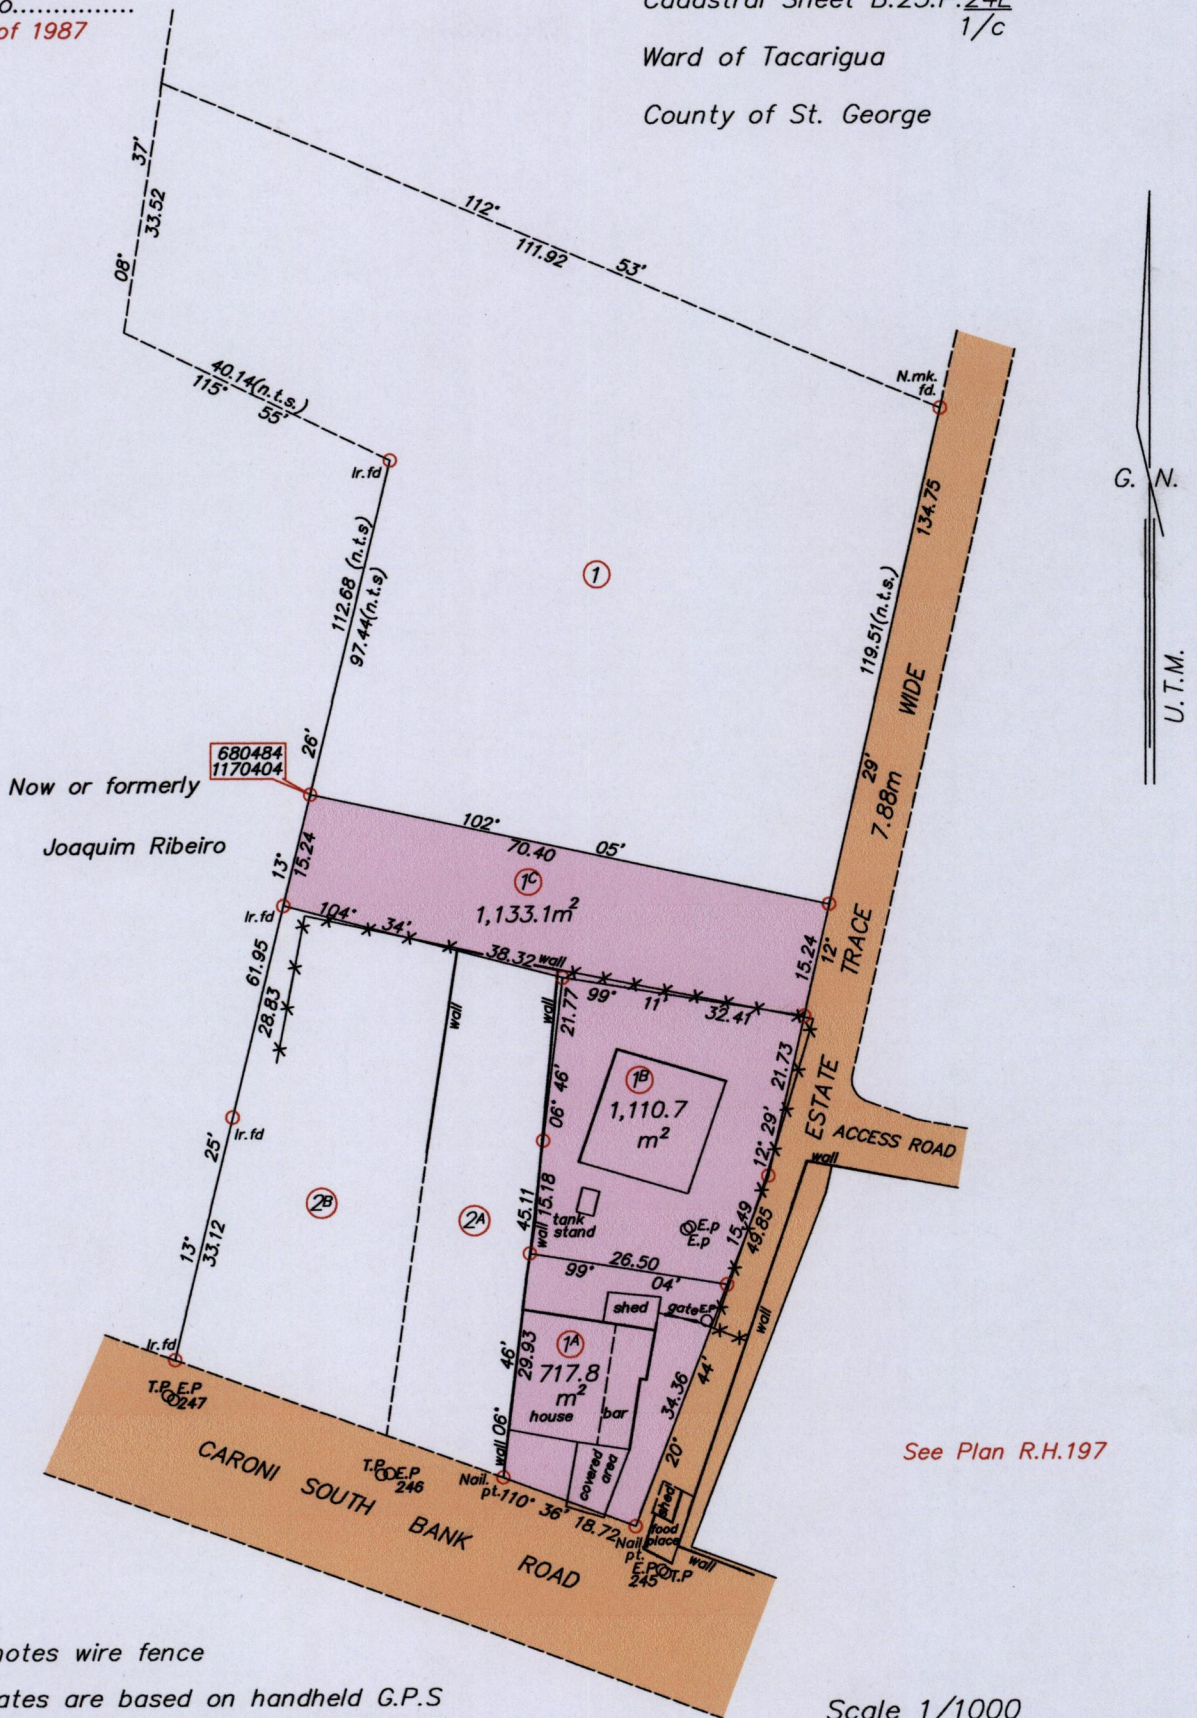 of 1987
1/c
Ward of Tacarigua
County of St. George
37'
33.52
08°
112°
111.92
53'
40.14(n.t.s.)
115°
55'
N.mk.
fd.
Ir.fd
G. N.
U.T.M.
1
134.75
119.51(n.t.s.)
112.68 (n.t.s)
97.44(n.t.s)
26'
WIDE
29'
7.88m
680484
1170404
Now or formerly
Joaquim Ribeiro
102°
70.40
05'
13°
15.24
1C
1,133.1m²
15.24
12°
TRACE
Ir.fd
104°
34'
38.32
wall
99°
11'
32.41
61.95
28.83
wall
wall
21.77
46'
06°
1B
1,110.7
m²
21.73
29'
12°
ESTATE
ACCESS ROAD
wall
Ir.fd
25'
13°
33.12
2B
2A
45.11
15.18
wall
tank
stand
E.p
E.p
15.49
49.85
26.50
99°
04'
shed
gate
E.P
wall
1A
717.8
m²
46'
29.93
house
bar
covered
area
34.36
44'
20°
Ir.fd
T.P E.P
247
CARONI SOUTH BANK ROAD
T.P E.P
246
wall 06°
Nail.
pt.
110° 36'
18.72
Nail
pt.
shed
food
place
wall
E.P T.P
245
See Plan R.H.197
notes wire fence
ates are based on handheld G.P.S
Scale 1/1000